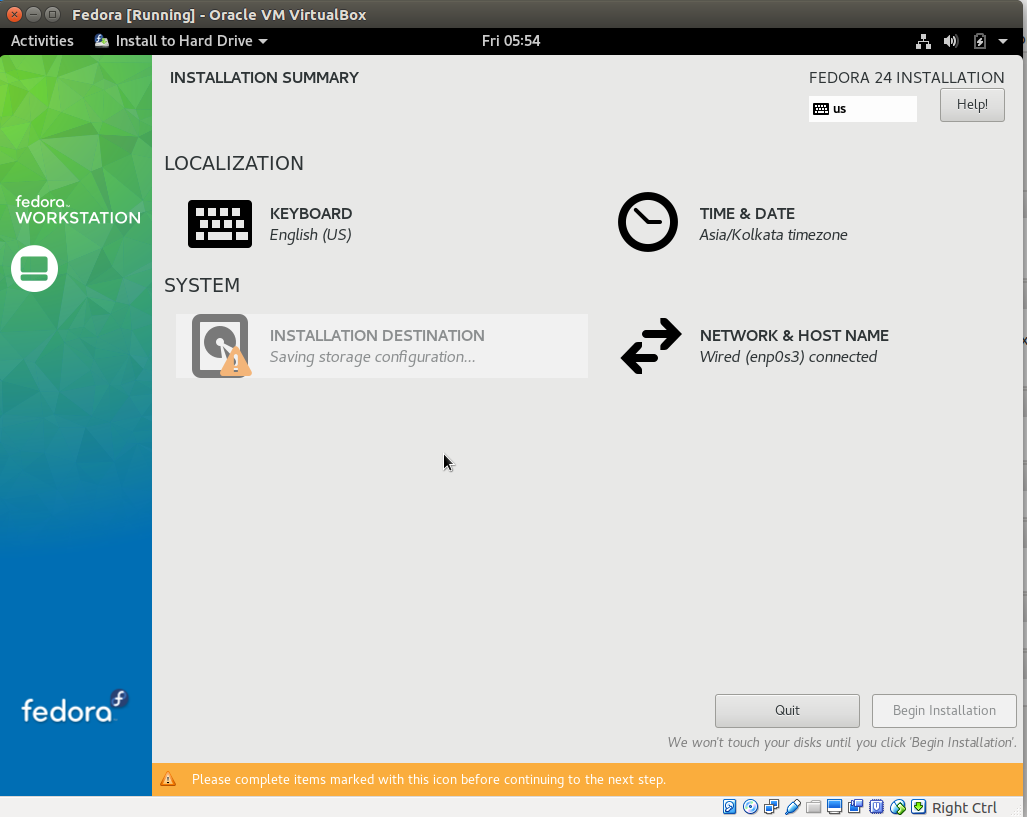 Fedora [Running] - Oracle VM VirtualBox
Activities Install to Hard Drive Fri 05:54
INSTALLATION SUMMARY
FEDORA 24 INSTALLATION
us
Help!
fedora
WORKSTATION
LOCALIZATION
KEYBOARD
English (US)
TIME & DATE
Asia/Kolkata timezone
SYSTEM
INSTALLATION DESTINATION
Saving storage configuration...
NETWORK & HOST NAME
Wired (enp0s3) connected
fedora
Quit
Begin Installation
We won't touch your disks until you click 'Begin Installation'.
Please complete items marked with this icon before continuing to the next step.
Right Ctrl